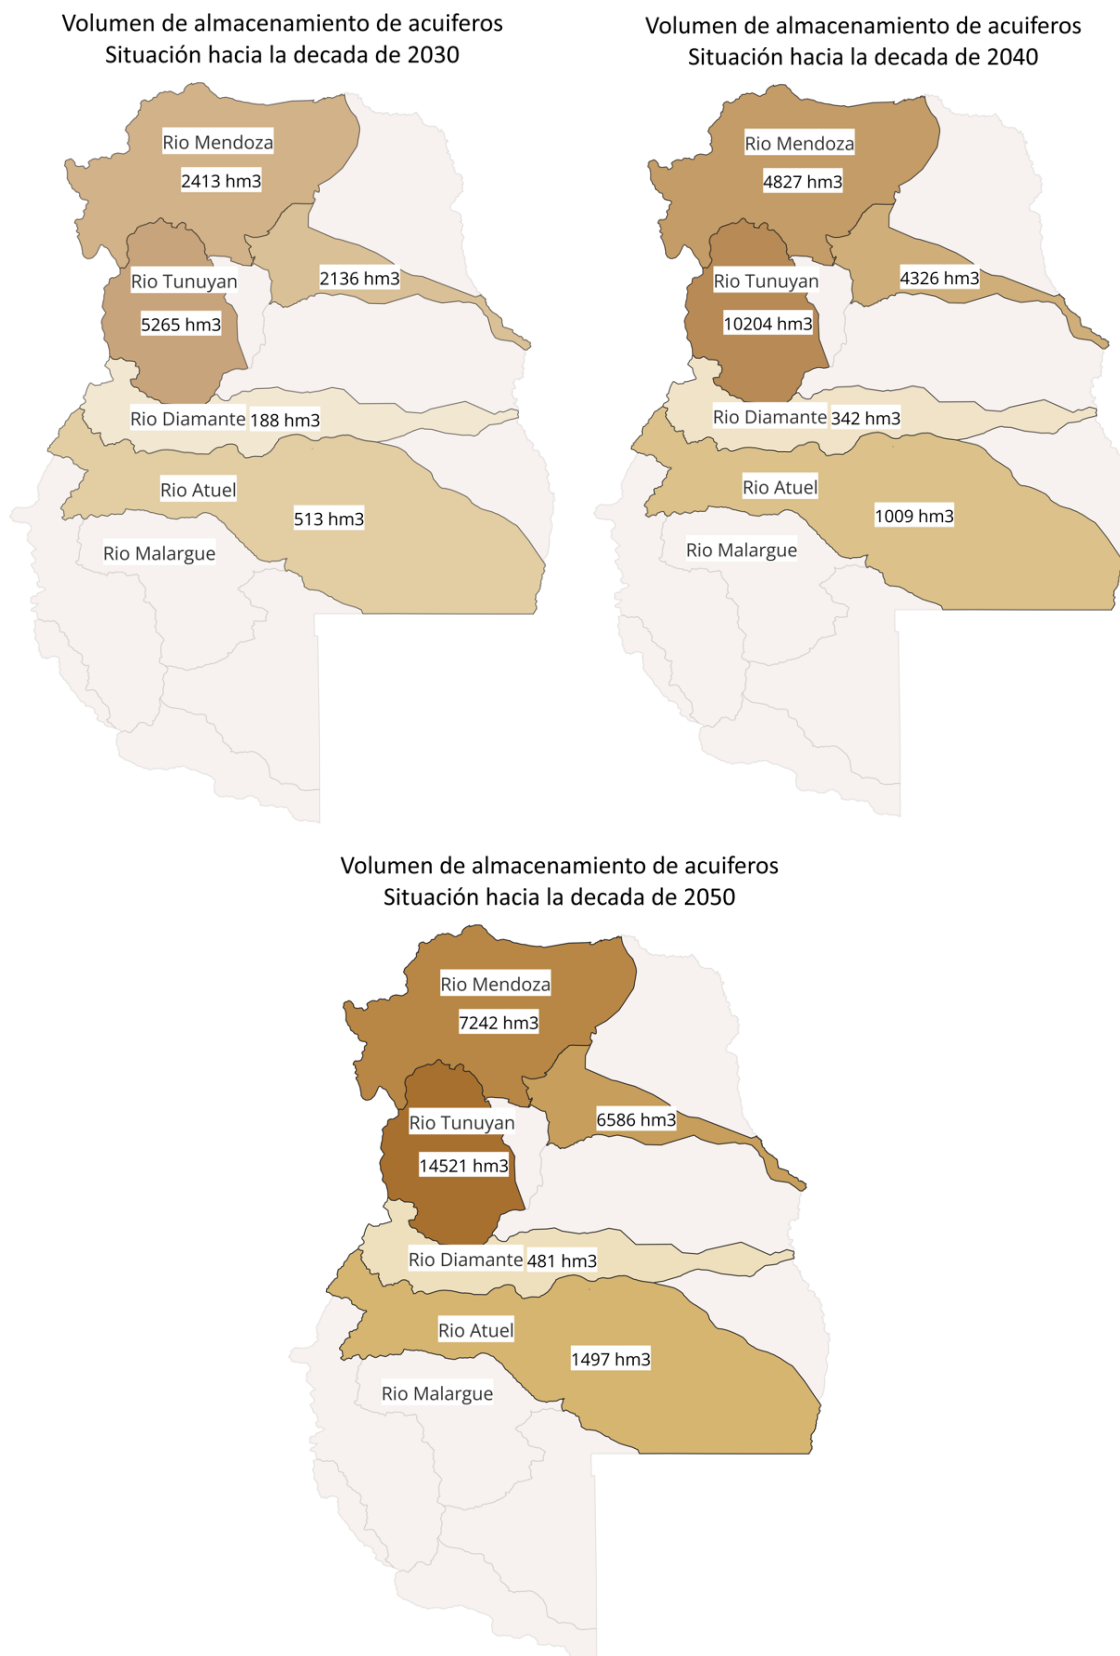 Volumen de almacenamiento de acuiferos
Situación hacia la decada de 2030
Rio Mendoza
2413 hm3
2136 hm3
Rio Tunuyan
5265 hm3
Rio Diamante 188 hm3
Rio Atuel
513 hm3
Rio Malargue
Volumen de almacenamiento de acuiferos
Situación hacia la decada de 2040
Rio Mendoza
4827 hm3
4326 hm3
Rio Tunuyan
10204 hm3
Rio Diamante 342 hm3
Rio Atuel
1009 hm3
Rio Malargue
Volumen de almacenamiento de acuiferos
Situación hacia la decada de 2050
Rio Mendoza
7242 hm3
6586 hm3
Rio Tunuyan
14521 hm3
Rio Diamante 481 hm3
Rio Atuel
1497 hm3
Rio Malargue